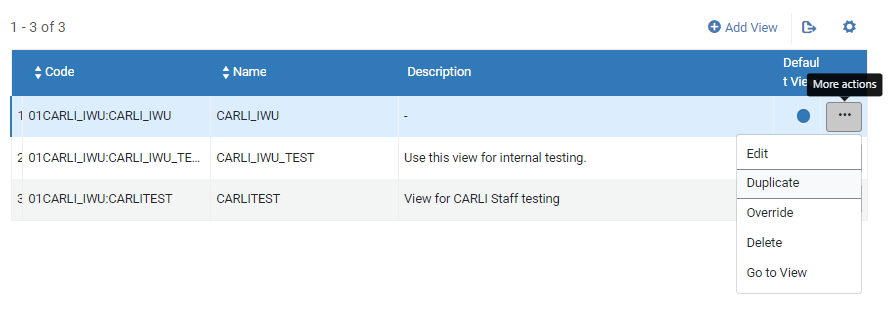 1 - 3 of 3
Add View
Code
Name
Description
Defaul
t Vie
More actions
1 01CARLI_IWU:CARLI_IWU CARLI_IWU -
2 01CARLI_IWU:CARLI_IWU_TE... CARLI_IWU_TEST Use this view for internal testing.
3 01CARLI_IWU:CARLITEST CARLITEST View for CARLI Staff testing
Edit
Duplicate
Override
Delete
Go to View